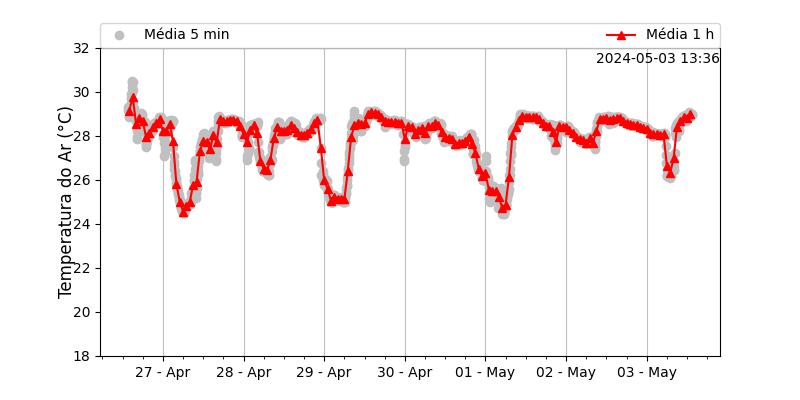 Média 5 min
Média 1 h
2024-05-03 13:36
Temperatura do Ar (°C)
32
30
28
26
24
22
20
18
27 - Apr
28 - Apr
29 - Apr
30 - Apr
01 - May
02 - May
03 - May